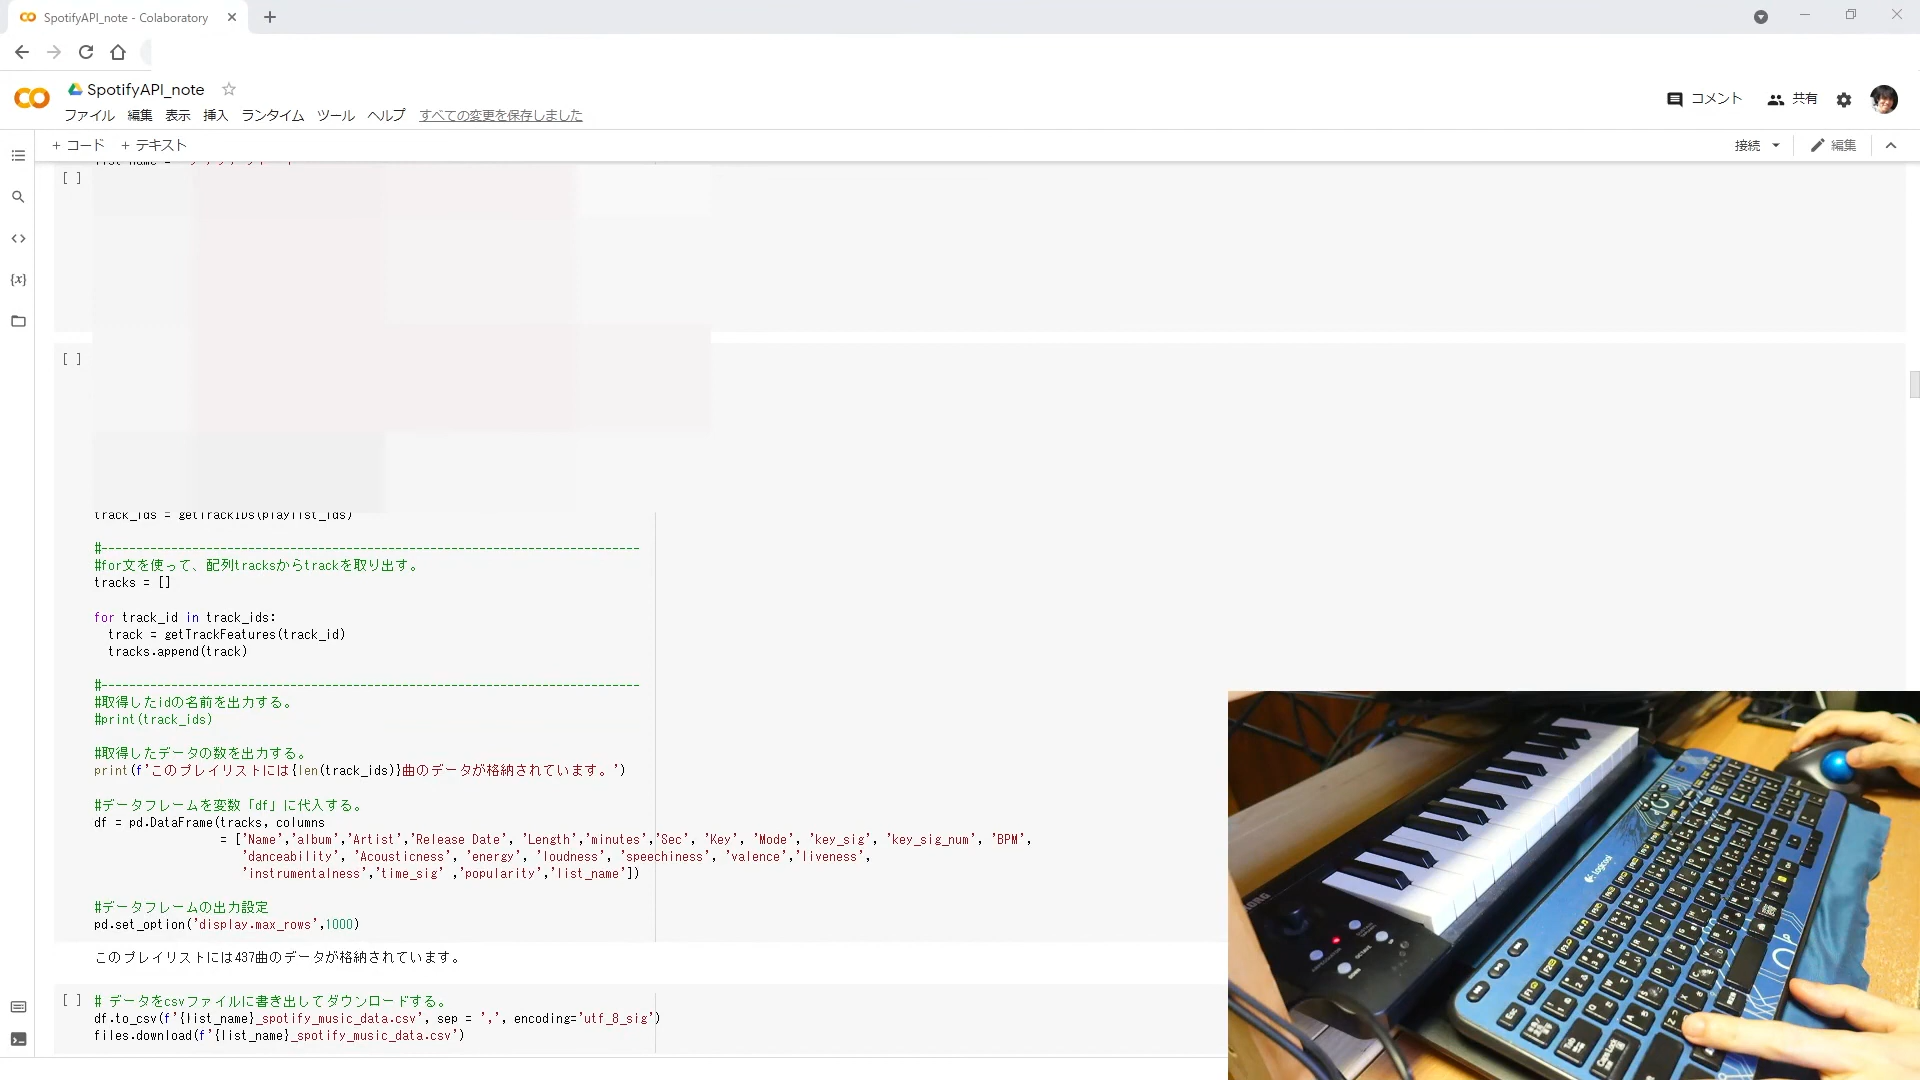 SpotifyAPI_note - Colaboratory
SpotifyAPI_note
コメント
共有
ファイル 編集 表示 挿入 ランタイム ツール ヘルプ すべての変更を保存しました
+ コード + テキスト
接続
編集
[ ]
[ ]
track_ids = getTrackIDs(playlist_ids)
#-----------------------------------------------------------------------------
#for文を使って、配列tracksからtrackを取り出す。
tracks = []
for track_id in track_ids:
track = getTrackFeatures(track_id)
tracks.append(track)
#-----------------------------------------------------------------------------
#取得したidの名前を出力する。
#print(track_ids)
#取得したデータの数を出力する。
print(f'このプレイリストには{len(track_ids)}曲のデータが格納されています。')
#データフレームを変数「df」に代入する。
df = pd.DataFrame(tracks, columns
= ['Name','album','Artist','Release Date', 'Length','minutes','Sec', 'Key', 'Mode', 'key_sig', 'key_sig_num', 'BPM',
'danceability', 'Acousticness', 'energy', 'loudness', 'speechiness', 'valence','liveness',
'instrumentalness','time_sig' ,'popularity','list_name'])
#データフレームの出力設定
pd.set_option('display.max_rows',1000)
このプレイリストには437曲のデータが格納されています。
[ ] # データをcsvファイルに書き出してダウンロードする。
df.to_csv(f'{list_name}_spotify_music_data.csv', sep = ',', encoding='utf_8_sig')
files.download(f'{list_name}_spotify_music_data.csv')
KORG
Logicool